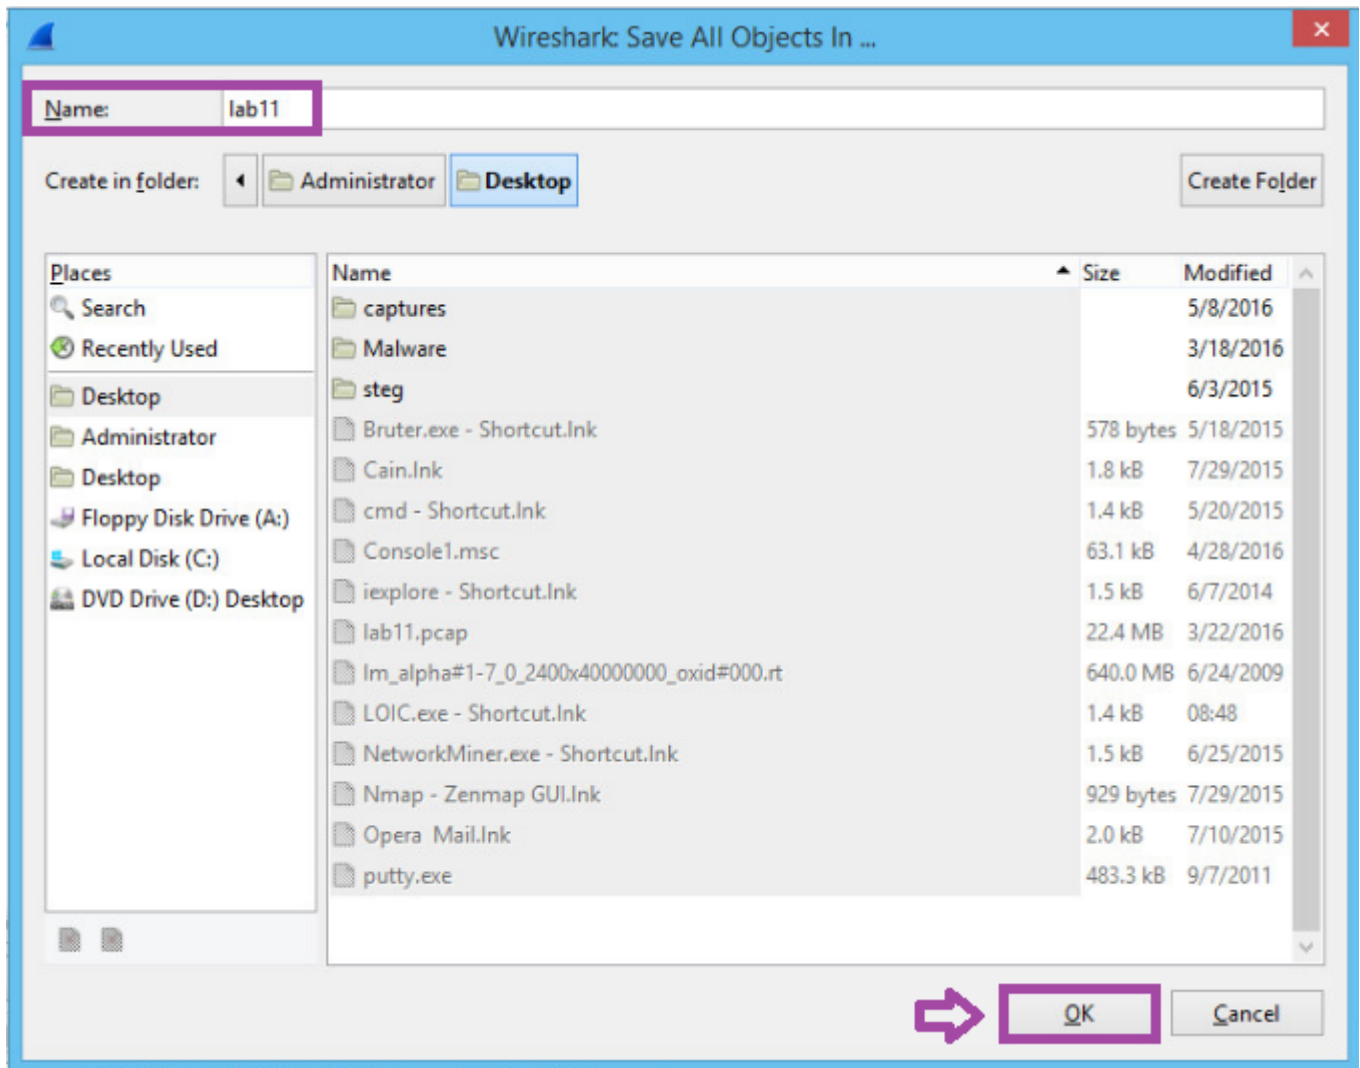 Wireshark: Save All Objects In ...
Name: lab11
Create in folder: Administrator Desktop Create Folder
Places Name Size Modified
Search captures 5/8/2016
Recently Used Malware 3/18/2016
Desktop steg 6/3/2015
Administrator Bruter.exe - Shortcut.lnk 578 bytes 5/18/2015
Desktop Cain.lnk 1.8 kB 7/29/2015
Floppy Disk Drive (A:) cmd - Shortcut.lnk 1.4 kB 5/20/2015
Local Disk (C:) Console1.msc 63.1 kB 4/28/2016
DVD Drive (D:) Desktop iexplore - Shortcut.lnk 1.5 kB 6/7/2014
lab11.pcap 22.4 MB 3/22/2016
lm_alpha#1-7_0_2400x40000000_oxid#000.rt 640.0 MB 6/24/2009
LOIC.exe - Shortcut.lnk 1.4 kB 08:48
NetworkMiner.exe - Shortcut.lnk 1.5 kB 6/25/2015
Nmap - Zenmap GUI.lnk 929 bytes 7/29/2015
Opera  Mail.lnk 2.0 kB 7/10/2015
putty.exe 483.3 kB 9/7/2011
OK Cancel